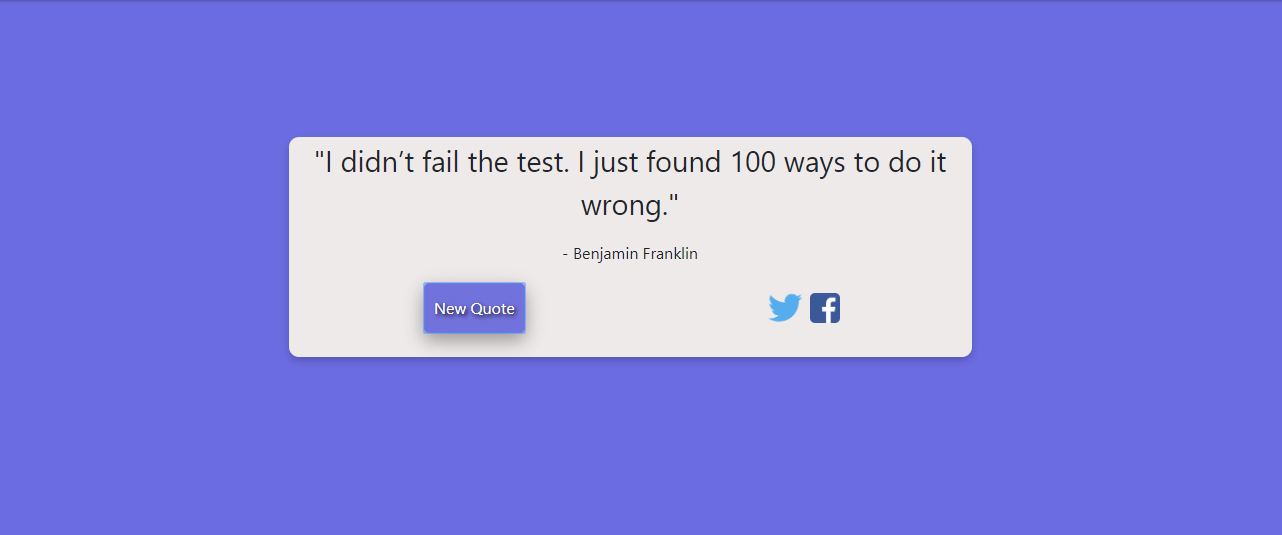 "I didn’t fail the test. I just found 100 ways to do it
wrong."
- Benjamin Franklin
New Quote